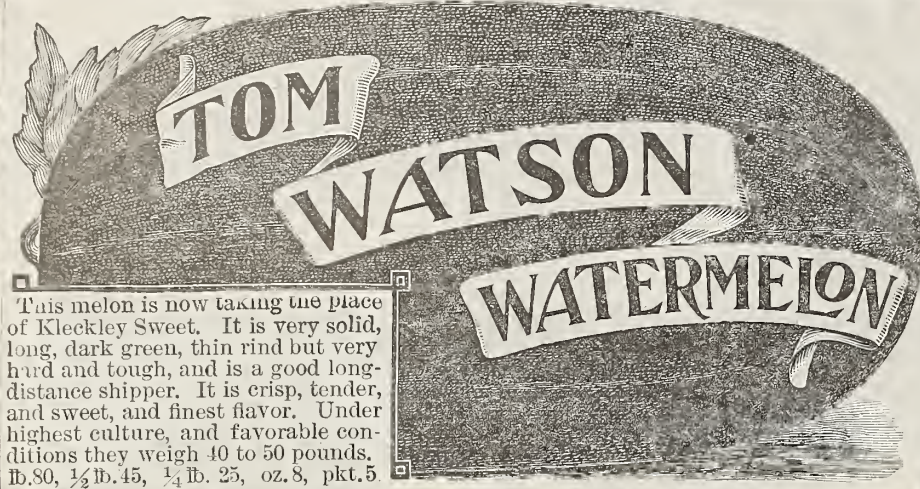 TOM
WATSON
WATERMELON
This melon is now taking the place
of Kleckley Sweet. It is very solid,
long, dark green, thin rind but very
hard and tough, and is a good long-
distance shipper. It is crisp, tender,
and sweet, and finest flavor. Under
highest culture, and favorable con-
ditions they weigh 40 to 50 pounds.
lb.80, ½ lb.45, ¼ lb. 25, oz.8, pkt.5